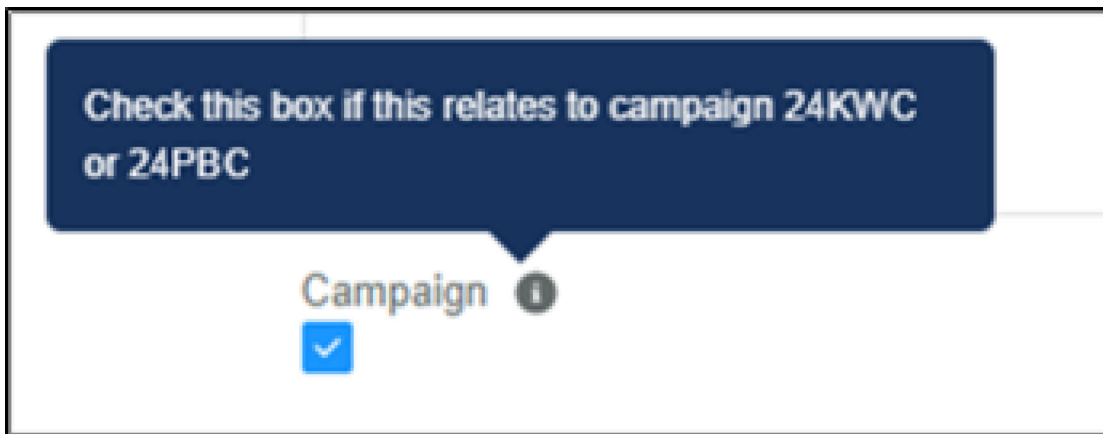 Check this box if this relates to campaign 24KWC
or 24PBC
Campaign